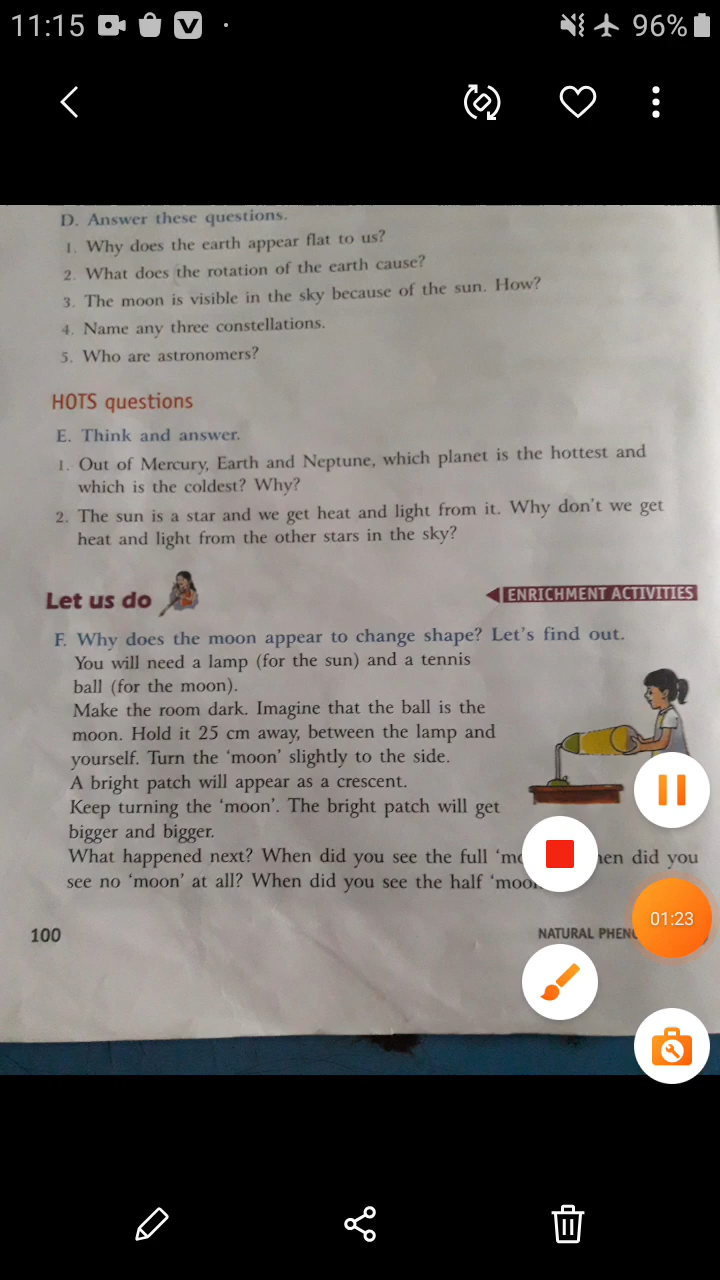 11:15
96%
D. Answer these questions.
1. Why does the earth appear flat to us?
2. What does the rotation of the earth cause?
3. The moon is visible in the sky because of the sun. How?
4. Name any three constellations.
5. Who are astronomers?
HOTS questions
E. Think and answer.
1. Out of Mercury, Earth and Neptune, which planet is the hottest and
which is the coldest? Why?
2. The sun is a star and we get heat and light from it. Why don't we get
heat and light from the other stars in the sky?
Let us do
ENRICHMENT ACTIVITIES
F. Why does the moon appear to change shape? Let's find out.
You will need a lamp (for the sun) and a tennis
ball (for the moon).
Make the room dark. Imagine that the ball is the
moon. Hold it 25 cm away, between the lamp and
yourself. Turn the 'moon' slightly to the side.
A bright patch will appear as a crescent.
Keep turning the 'moon'. The bright patch will get
bigger and bigger.
What happened next? When did you see the full did you
see no 'moon' at all? When did you see the half
01:23
100
NATURAL